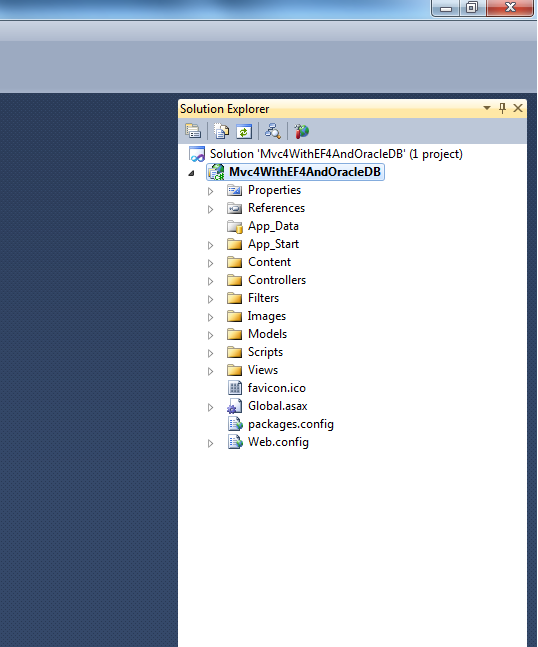 Solution Explorer
Solution 'Mvc4WithEF4AndOracleDB' (1 project)
Mvc4WithEF4AndOracleDB
Properties
References
App_Data
App_Start
Content
Controllers
Filters
Images
Models
Scripts
Views
favicon.ico
Global.asax
packages.config
Web.config